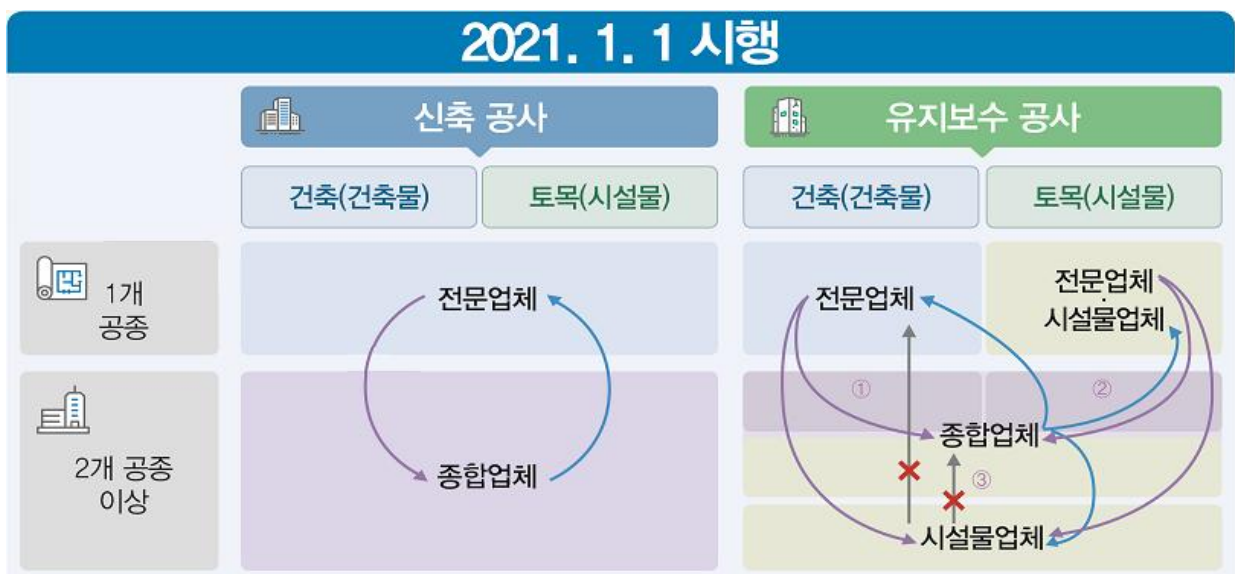 2021. 1. 1 시행
신축 공사
유지보수 공사
건축(건축물)
토목(시설물)
건축(건축물)
토목(시설물)
1개
공종
전문업체
전문업체
전문업체
·
시설물업체
2개 공종
이상
종합업체
①
②
종합업체
③
시설물업체